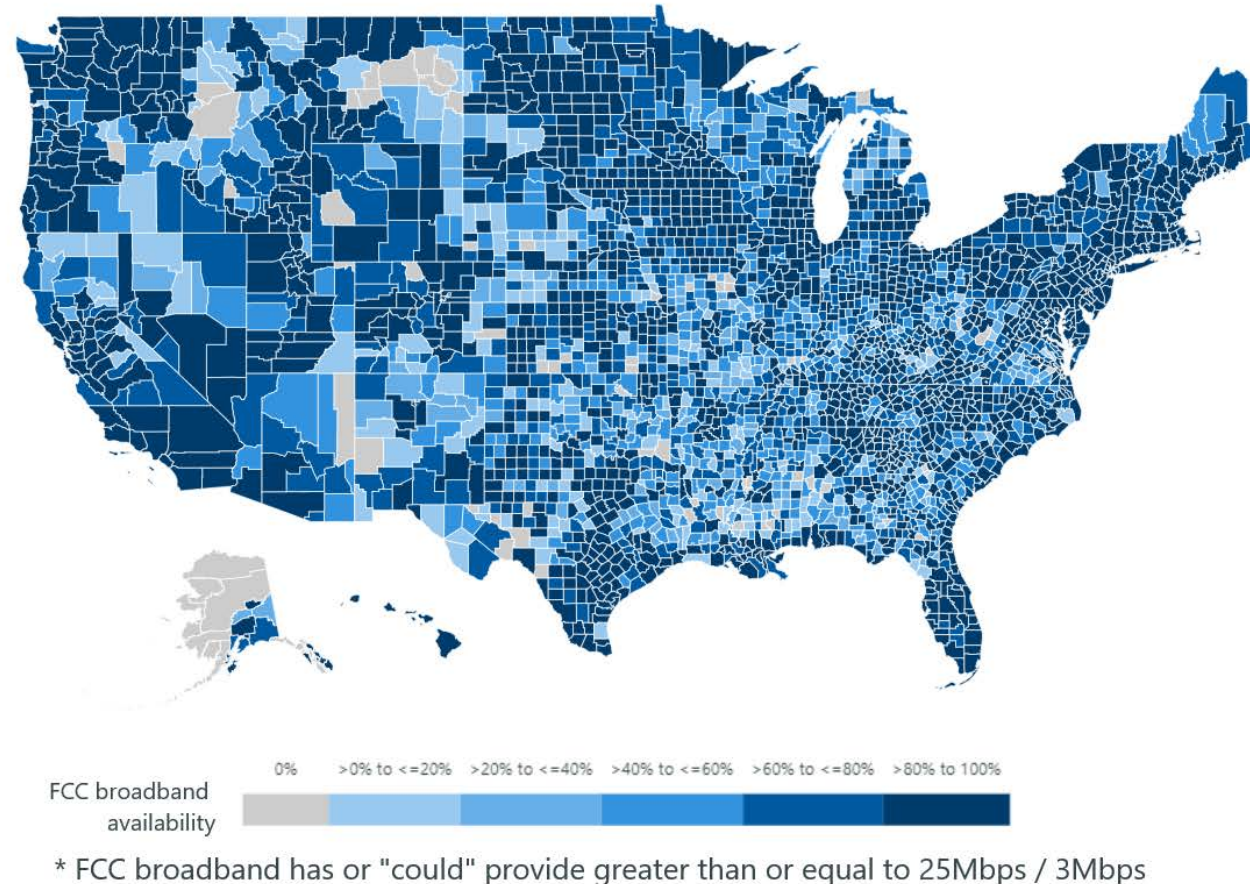 0% >0% to <=20% >20% to <=40% >40% to <=60% >60% to <=80% >80% to 100%
FCC broadband
availability
* FCC broadband has or "could" provide greater than or equal to 25Mbps / 3Mbps